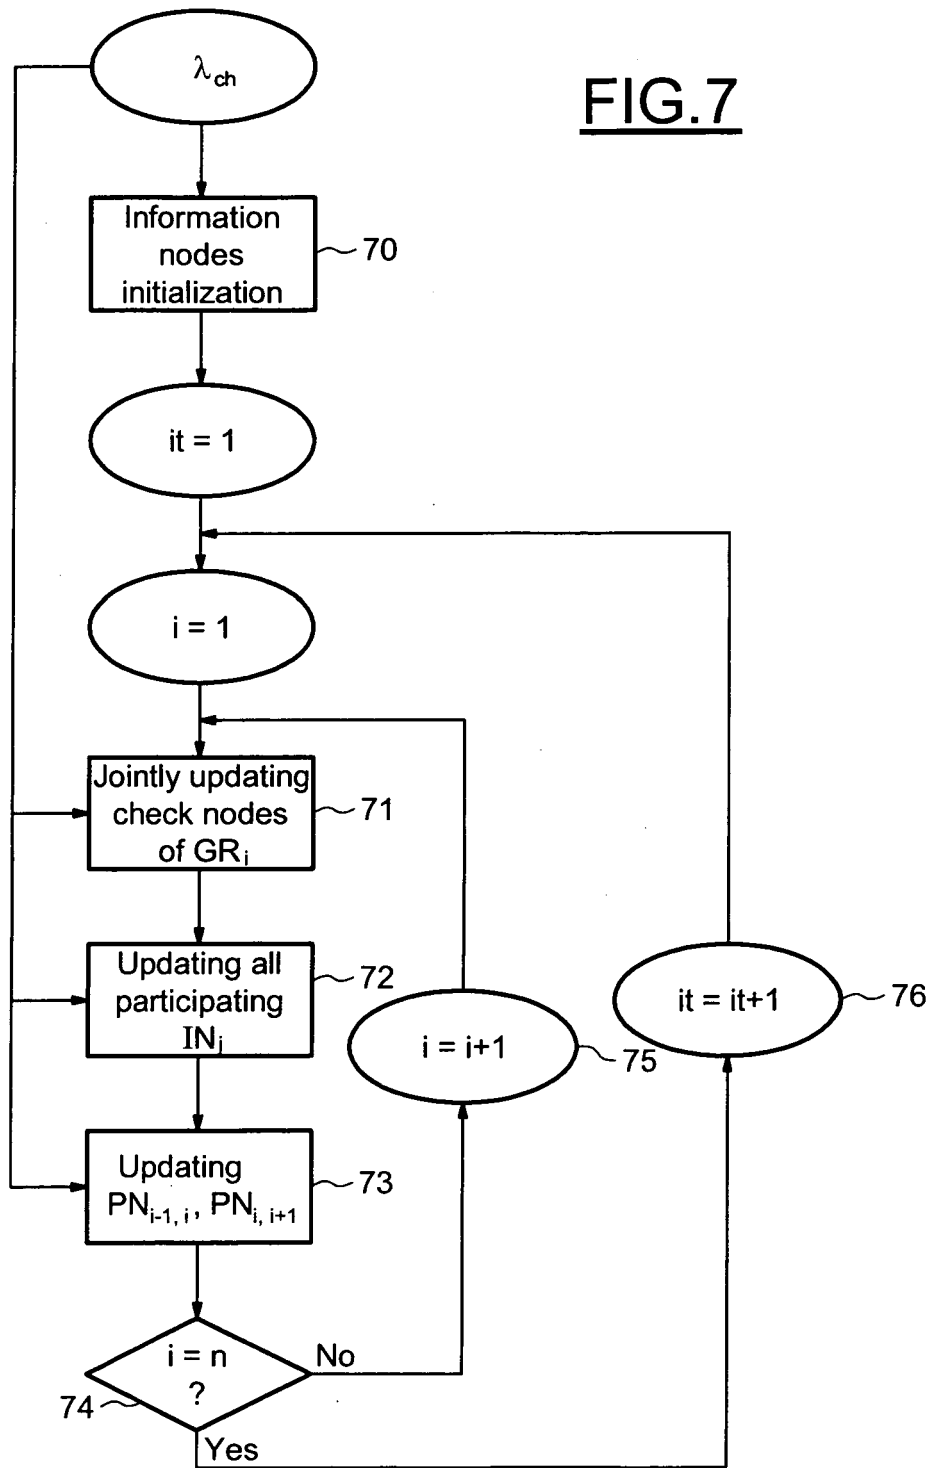 λch
FIG.7
Information
nodes
initialization
70
it = 1
i = 1
Jointly updating
check nodes
of GRi
71
Updating all
participating
INj
72
i = i+1
75
it = it+1
76
Updating
PNi-1, i, PNi, i+1
73
i = n
?
74
No
Yes